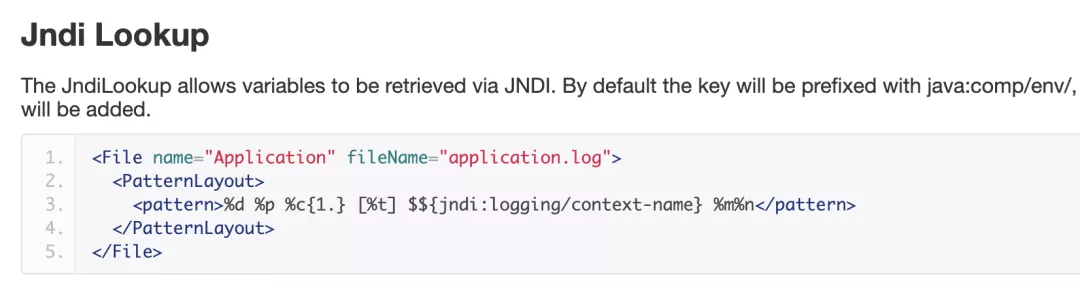 Jndi Lookup
The JndiLookup allows variables to be retrieved via JNDI. By default the key will be prefixed with java:comp/env/,
will be added.
1. <File name="Application" fileName="application.log">
2.   <PatternLayout>
3.     <pattern>%d %p %c{1.} [%t] $${jndi:logging/context-name} %m%n</pattern>
4.   </PatternLayout>
5. </File>